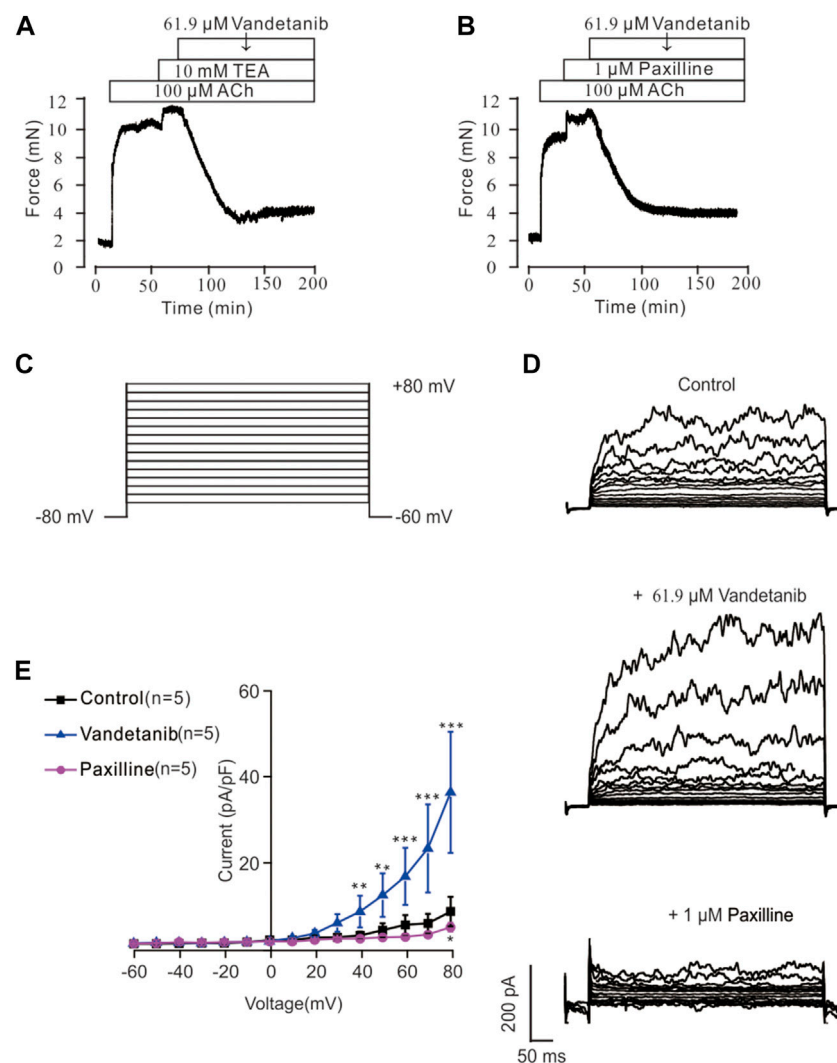 A
61.9 µM Vandetanib
10 mM TEA
100 µM ACh
12
10
8
6
4
2
0
Force (mN)
0 50 100 150 200
Time (min)
B
61.9 µM Vandetanib
1 µM Paxilline
100 µM ACh
12
10
8
6
4
2
0
Force (mN)
0 50 100 150 200
Time (min)
C
+80 mV
-80 mV
-60 mV
D
Control
+ 61.9 µM Vandetanib
+ 1 µM Paxilline
200 pA
50 ms
E
Control(n=5)
Vandetanib(n=5)
Paxilline(n=5)
60
40
20
Current (pA/pF)
** ** *** *** ***
*
-60 -40 -20 0 20 40 60 80
Voltage(mV)